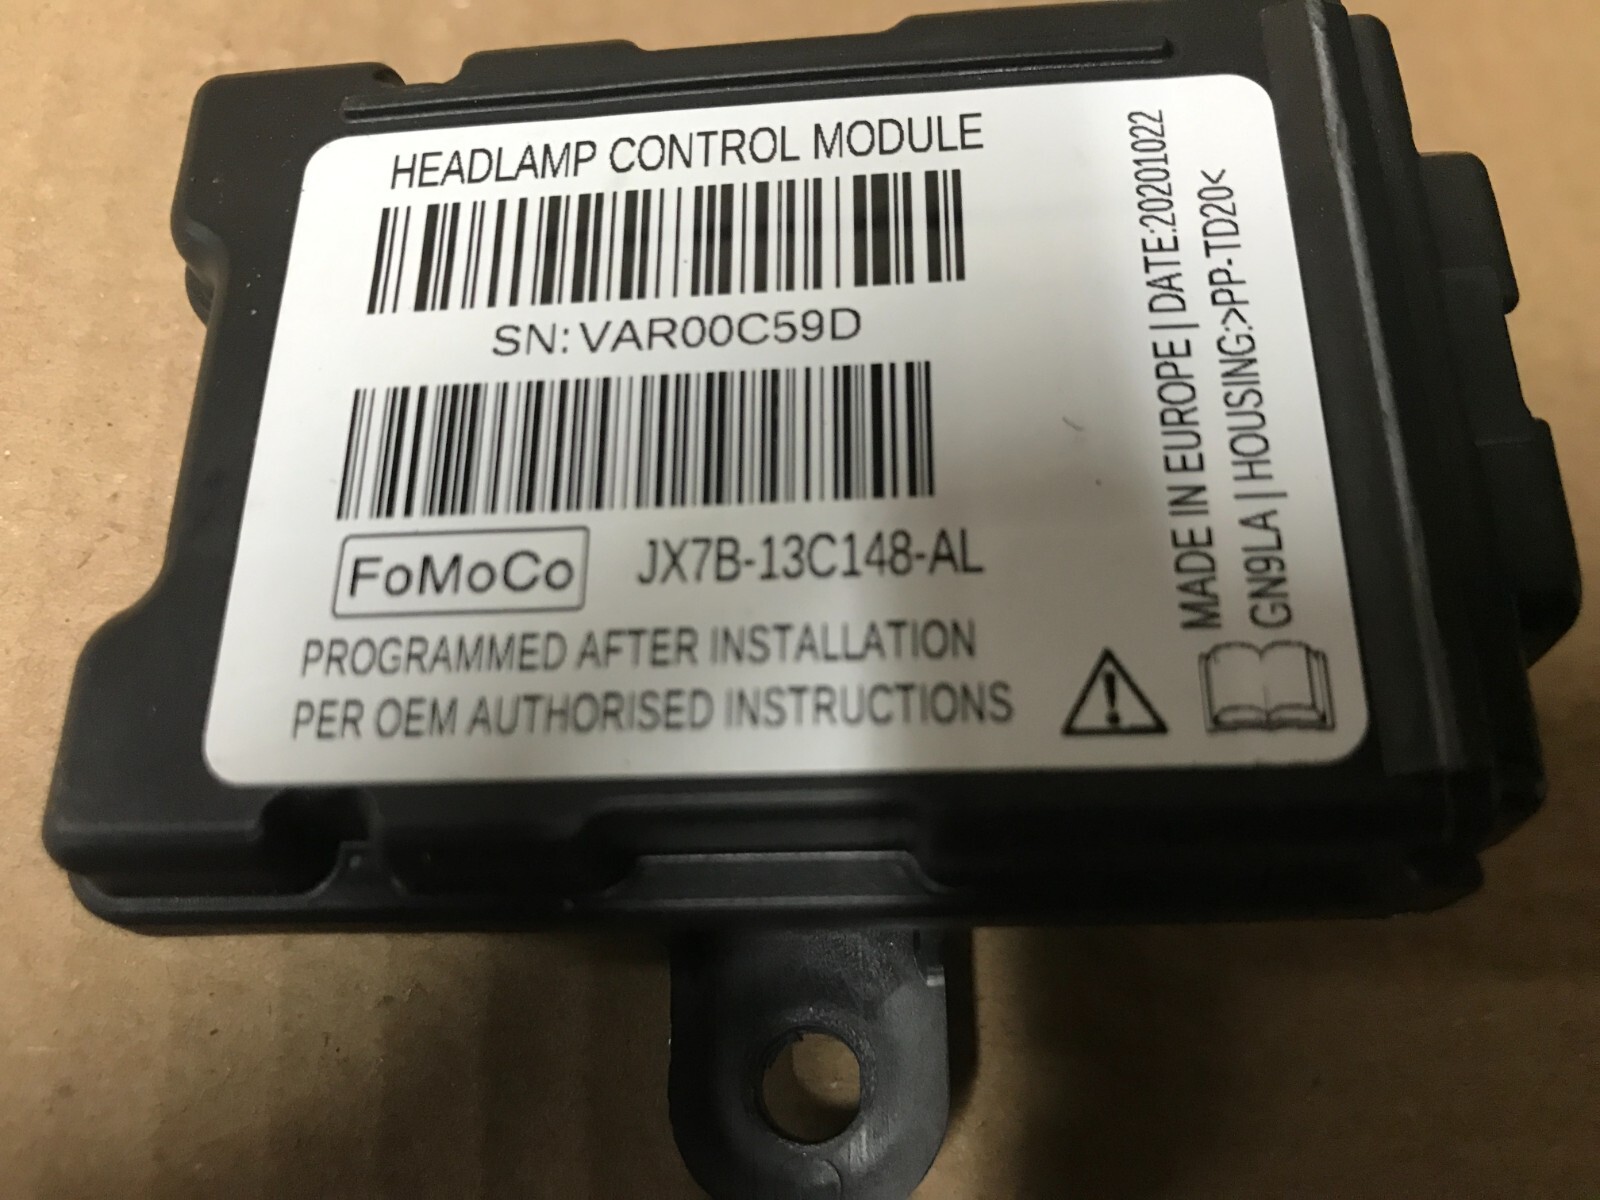 HEADLAMP CONTROL MODULE
SN: VAR00C59D
FoMoCo JX7B-13C148-AL
PROGRAMMED AFTER INSTALLATION
PER OEM AUTHORISED INSTRUCTIONS
MADE IN EUROPE | DATE:20201022
GN9LA | HOUSING:>PP-TD20<